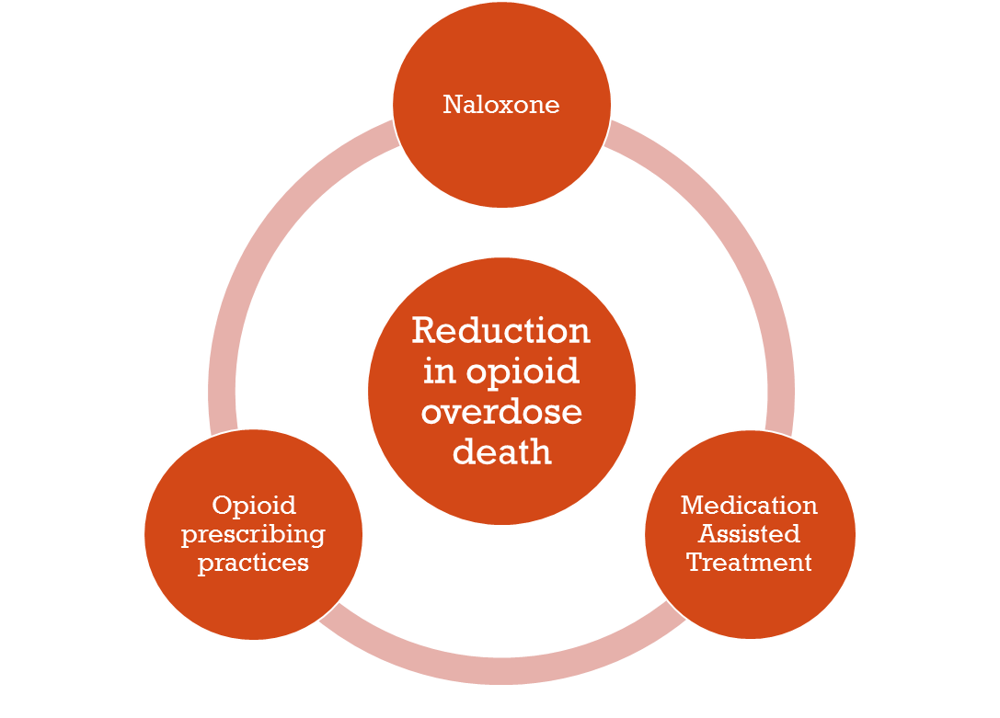 Naloxone
Reduction
in opioid
overdose
death
Opioid
prescribing
practices
Medication
Assisted
Treatment